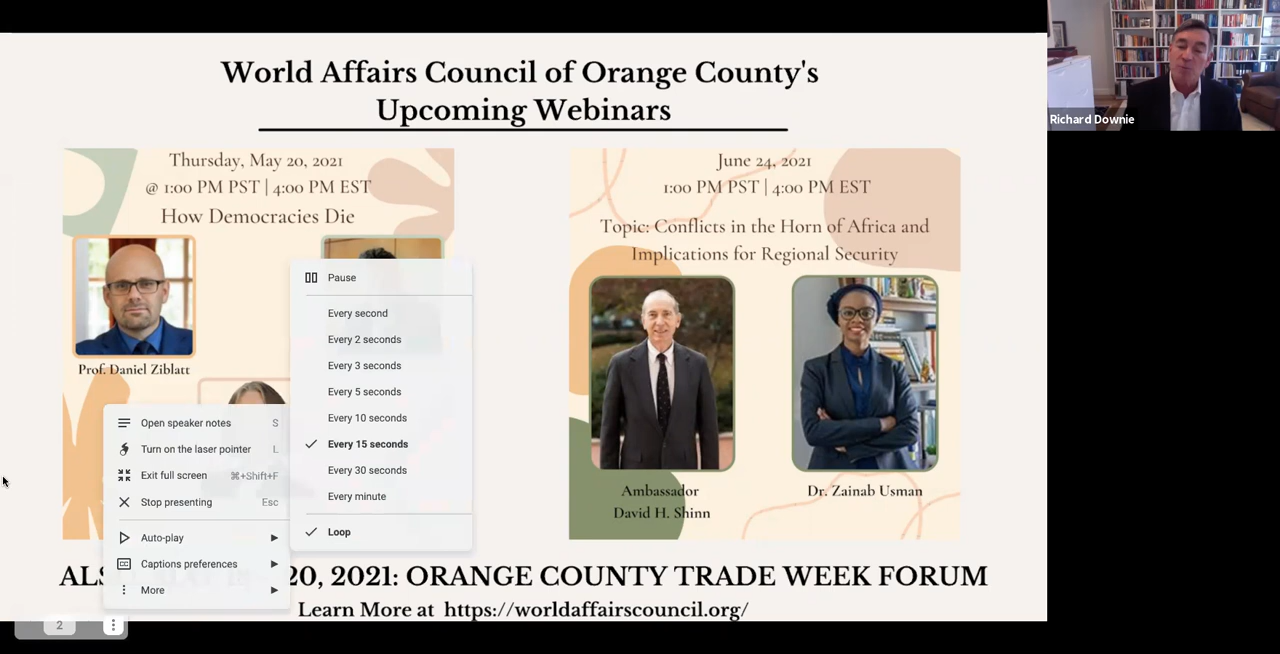 World Affairs Council of Orange County's
Upcoming Webinars
Richard Downie
Thursday, May 20, 2021
@ 1:00 PM PST | 4:00 PM EST
How Democracies Die
Prof. Daniel Ziblatt
June 24, 2021
1:00 PM PST | 4:00 PM EST
Topic: Conflicts in the Horn of Africa and
Implications for Regional Security
Ambassador
David H. Shinn
Dr. Zainab Usman
Pause
Every second
Every 2 seconds
Every 3 seconds
Every 5 seconds
Every 10 seconds
Every 15 seconds
Every 30 seconds
Every minute
Loop
Open speaker notes S
Turn on the laser pointer L
Exit full screen ⌘+Shift+F
Stop presenting Esc
Auto-play
Captions preferences
More
20, 2021: ORANGE COUNTY TRADE WEEK FORUM
Learn More at https://worldaffairscouncil.org/
2